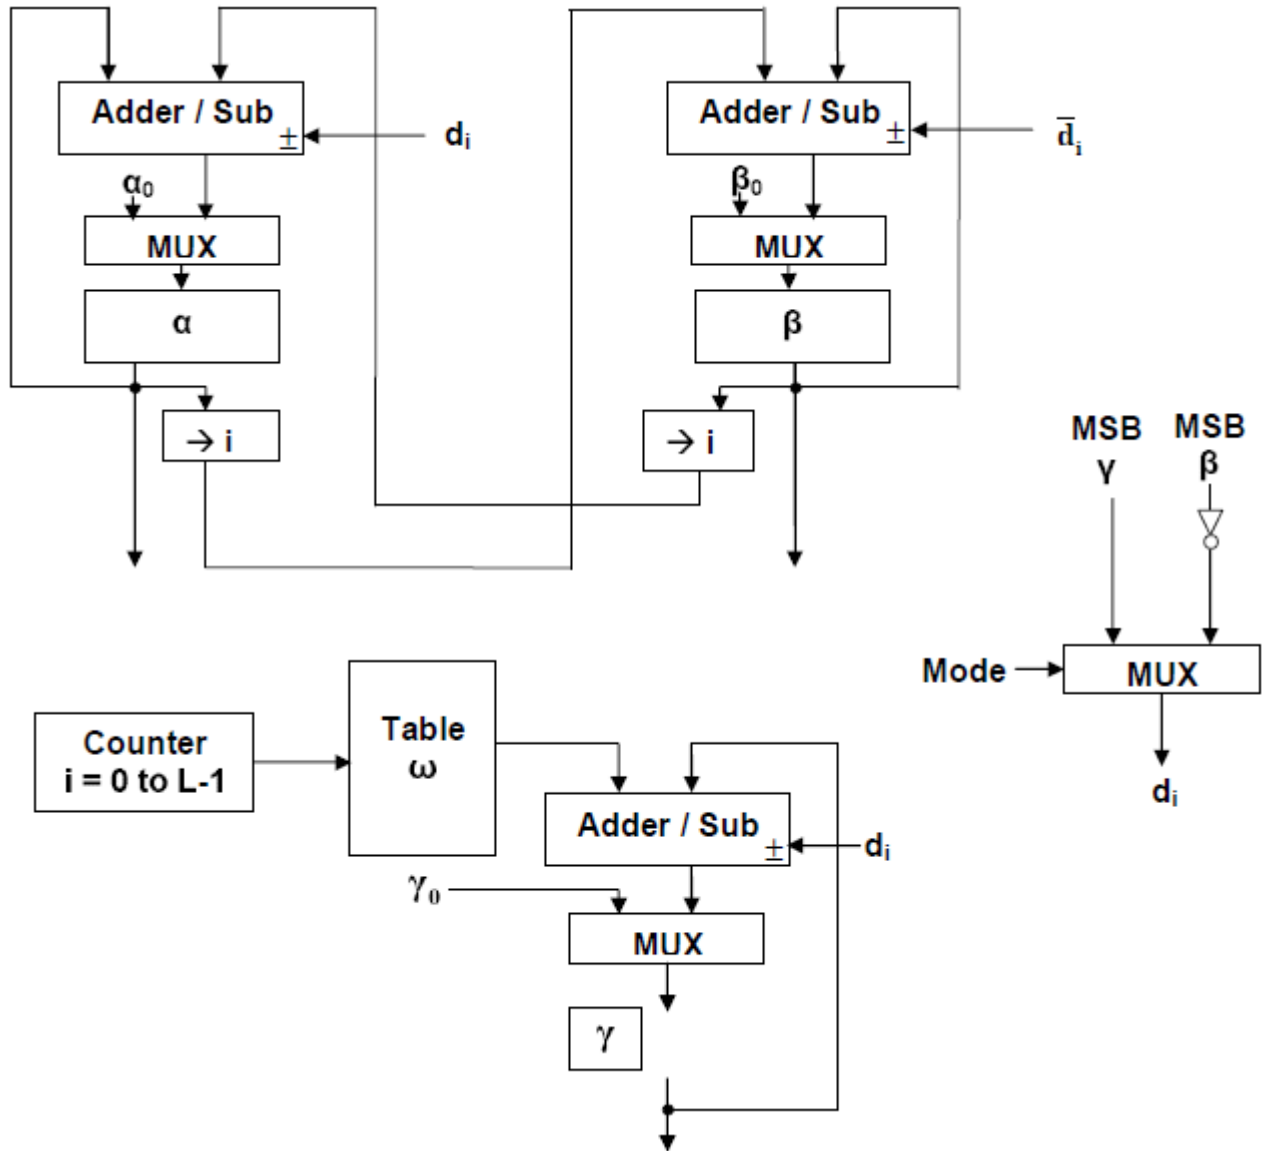 Adder / Sub
±
dᵢ
α₀
MUX
α
→ i
Adder / Sub
±
d̅ᵢ
β₀
MUX
β
→ i
MSB
γ
MSB
β
Mode
MUX
dᵢ
Counter
i = 0 to L-1
Table
ω
Adder / Sub
±
dᵢ
γ₀
MUX
γ